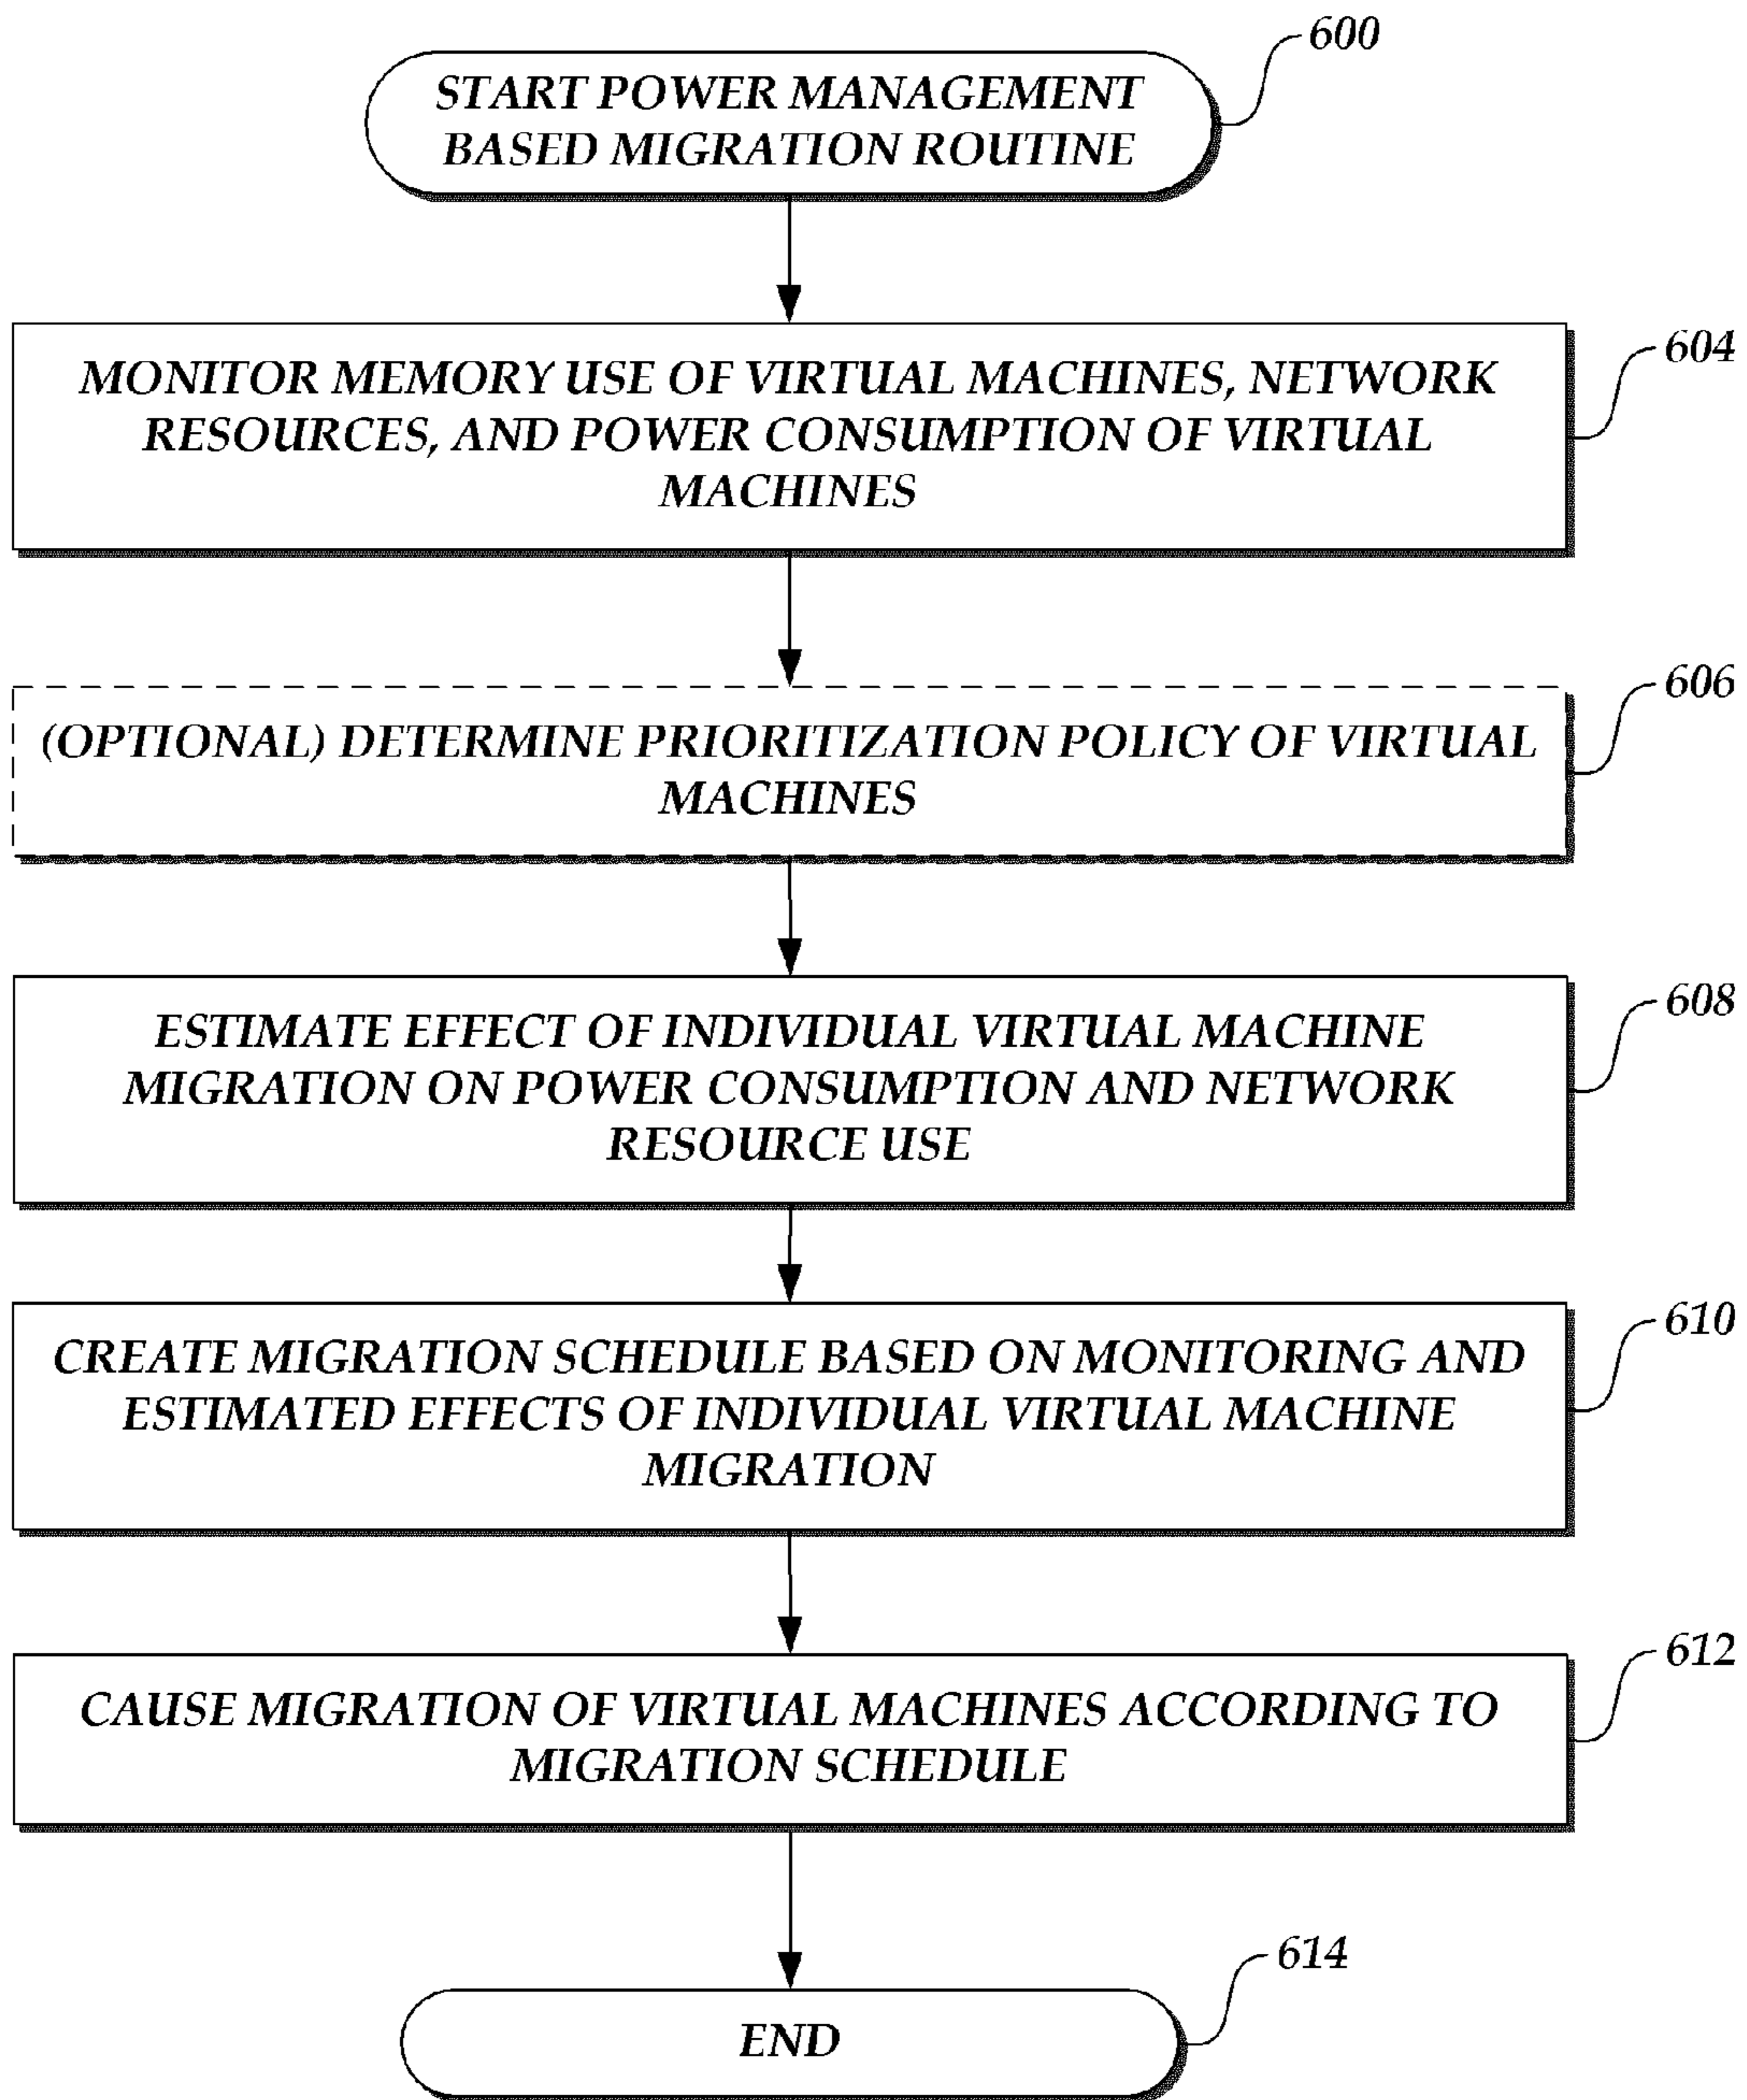 600
START POWER MANAGEMENT
BASED MIGRATION ROUTINE
604
MONITOR MEMORY USE OF VIRTUAL MACHINES, NETWORK
RESOURCES, AND POWER CONSUMPTION OF VIRTUAL
MACHINES
606
(OPTIONAL) DETERMINE PRIORITIZATION POLICY OF VIRTUAL
MACHINES
608
ESTIMATE EFFECT OF INDIVIDUAL VIRTUAL MACHINE
MIGRATION ON POWER CONSUMPTION AND NETWORK
RESOURCE USE
610
CREATE MIGRATION SCHEDULE BASED ON MONITORING AND
ESTIMATED EFFECTS OF INDIVIDUAL VIRTUAL MACHINE
MIGRATION
612
CAUSE MIGRATION OF VIRTUAL MACHINES ACCORDING TO
MIGRATION SCHEDULE
614
END